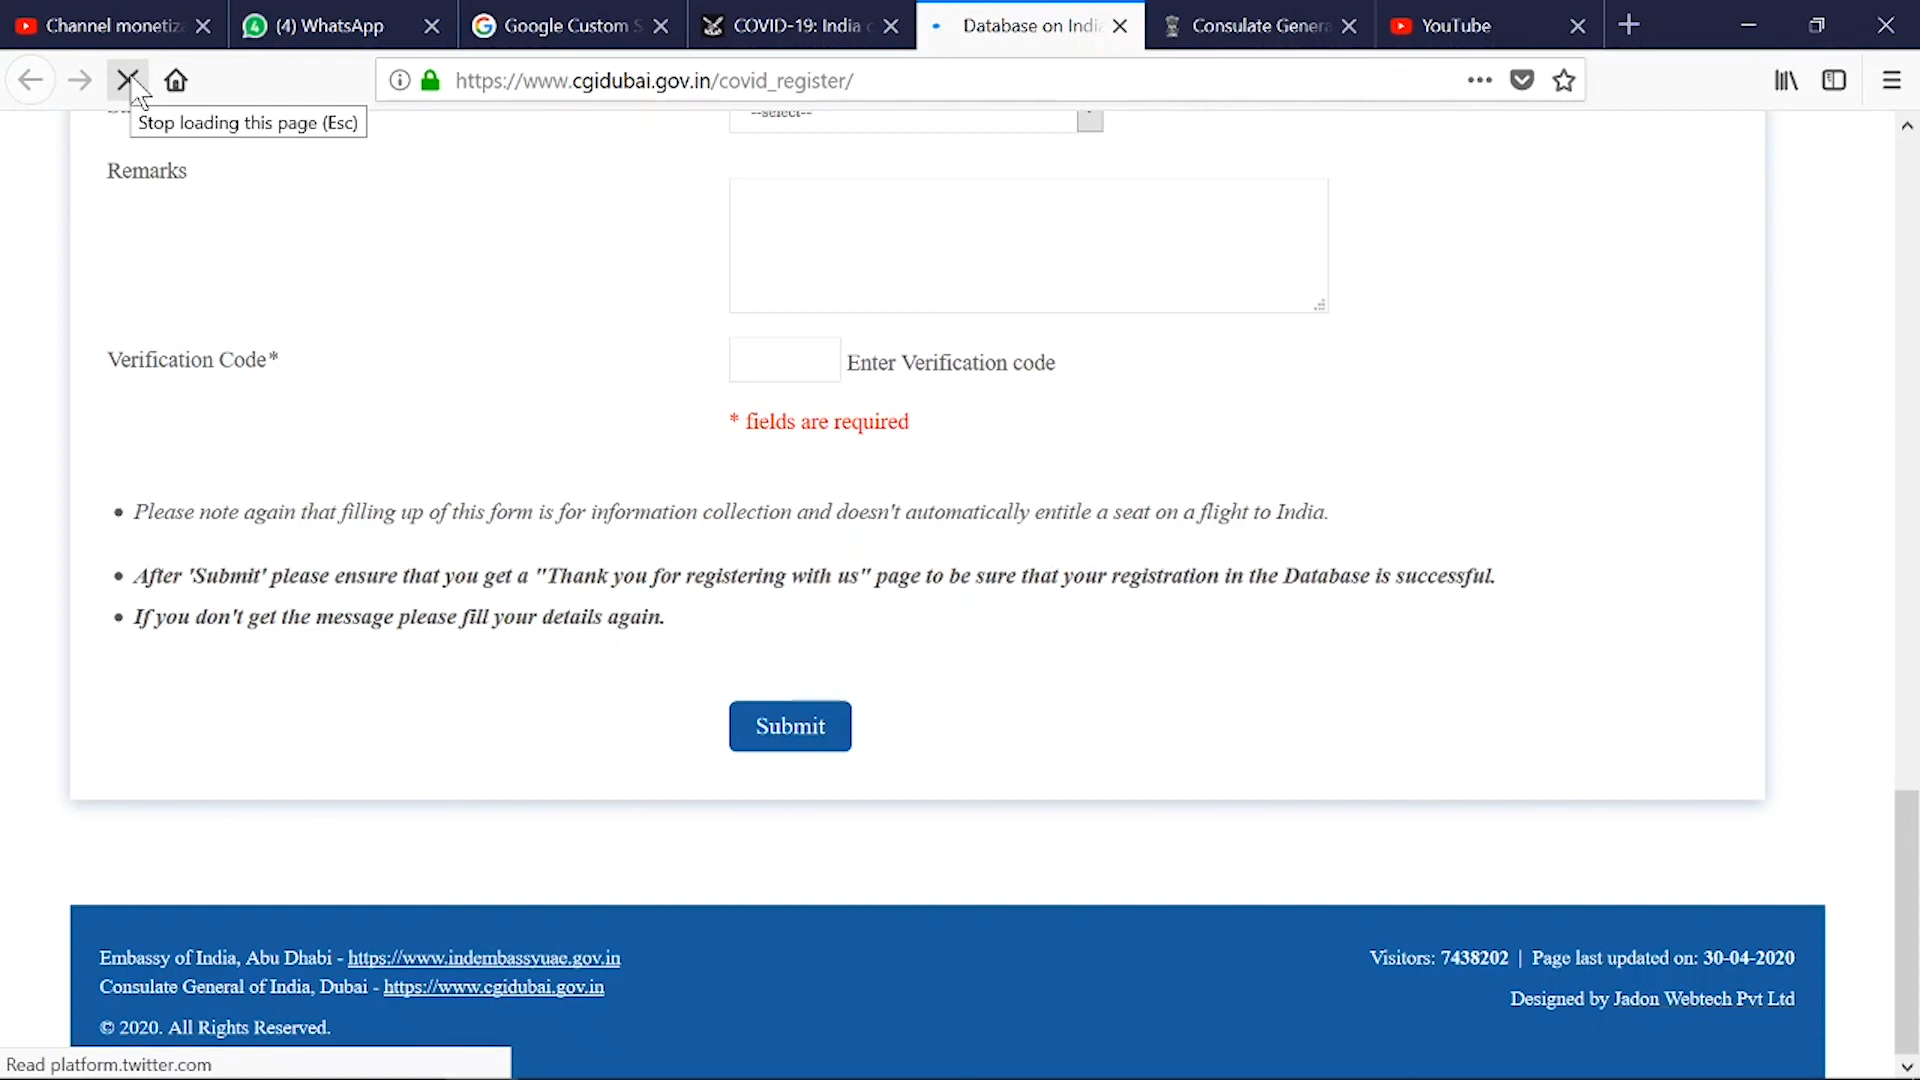 Channel monetiz
(4) WhatsApp
Google Custom S
COVID-19: India
Database on Indi
Consulate Genera
YouTube
https://www.cgidubai.gov.in/covid_register/
Stop loading this page (Esc)
--select--
Remarks
Verification Code*
Enter Verification code
* fields are required
• Please note again that filling up of this form is for information collection and doesn't automatically entitle a seat on a flight to India.
• After 'Submit' please ensure that you get a "Thank you for registering with us" page to be sure that your registration in the Database is successful.
• If you don't get the message please fill your details again.
Submit
Embassy of India, Abu Dhabi - https://www.indembassyuae.gov.in
Visitors: 7438202 | Page last updated on: 30-04-2020
Consulate General of India, Dubai - https://www.cgidubai.gov.in
Designed by Jadon Webtech Pvt Ltd
© 2020. All Rights Reserved.
Read platform.twitter.com